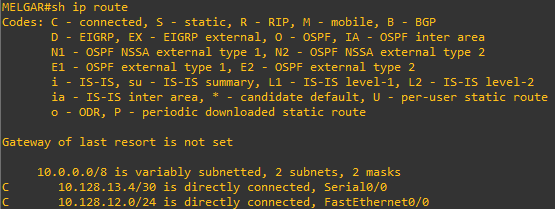 MELGAR#sh ip route
Codes: C - connected, S - static, R - RIP, M - mobile, B - BGP
D - EIGRP, EX - EIGRP external, O - OSPF, IA - OSPF inter area
N1 - OSPF NSSA external type 1, N2 - OSPF NSSA external type 2
E1 - OSPF external type 1, E2 - OSPF external type 2
i - IS-IS, su - IS-IS summary, L1 - IS-IS level-1, L2 - IS-IS level-2
ia - IS-IS inter area, * - candidate default, U - per-user static route
o - ODR, P - periodic downloaded static route
Gateway of last resort is not set
10.0.0.0/8 is variably subnetted, 2 subnets, 2 masks
C 10.128.13.4/30 is directly connected, Serial0/0
C 10.128.12.0/24 is directly connected, FastEthernet0/0